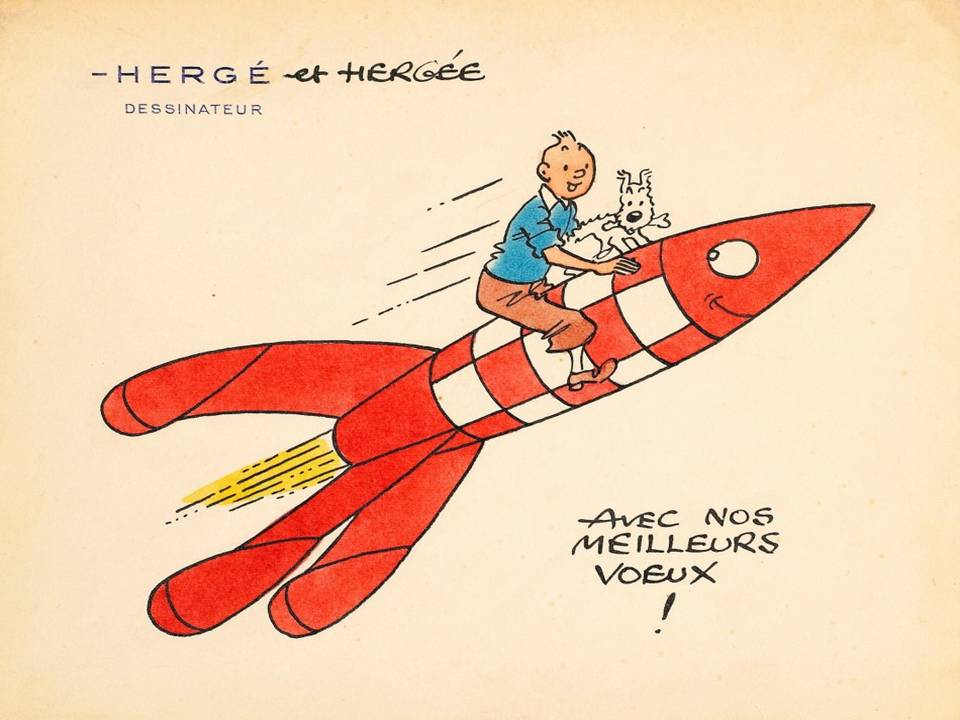 -HERGÉ et HERGÉE
DESSINATEUR
AVEC NOS
MEILLEURS
VOEUX
!